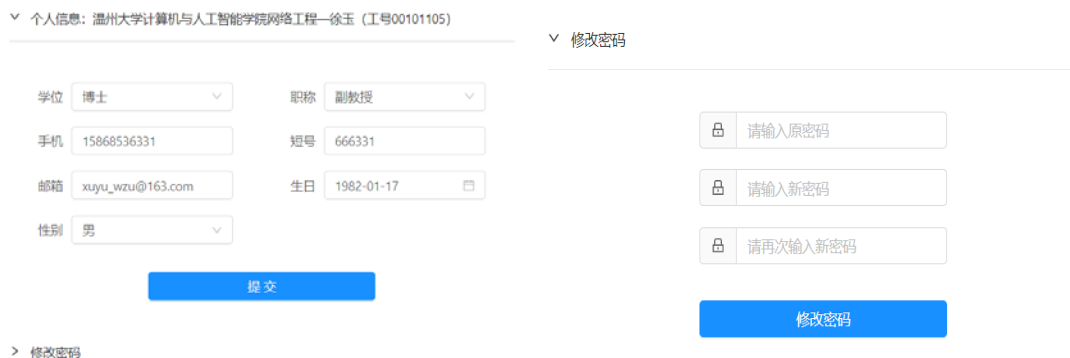 个人信息：温州大学计算机与人工智能学院网络工程—徐玉（工号00101105）
学位 博士 职称 副教授
手机 15868536331 短号 666331
邮箱 xuyu_wzu@163.com 生日 1982-01-17
性别 男
提交
修改密码
修改密码
请输入原密码
请输入新密码
请再次输入新密码
修改密码